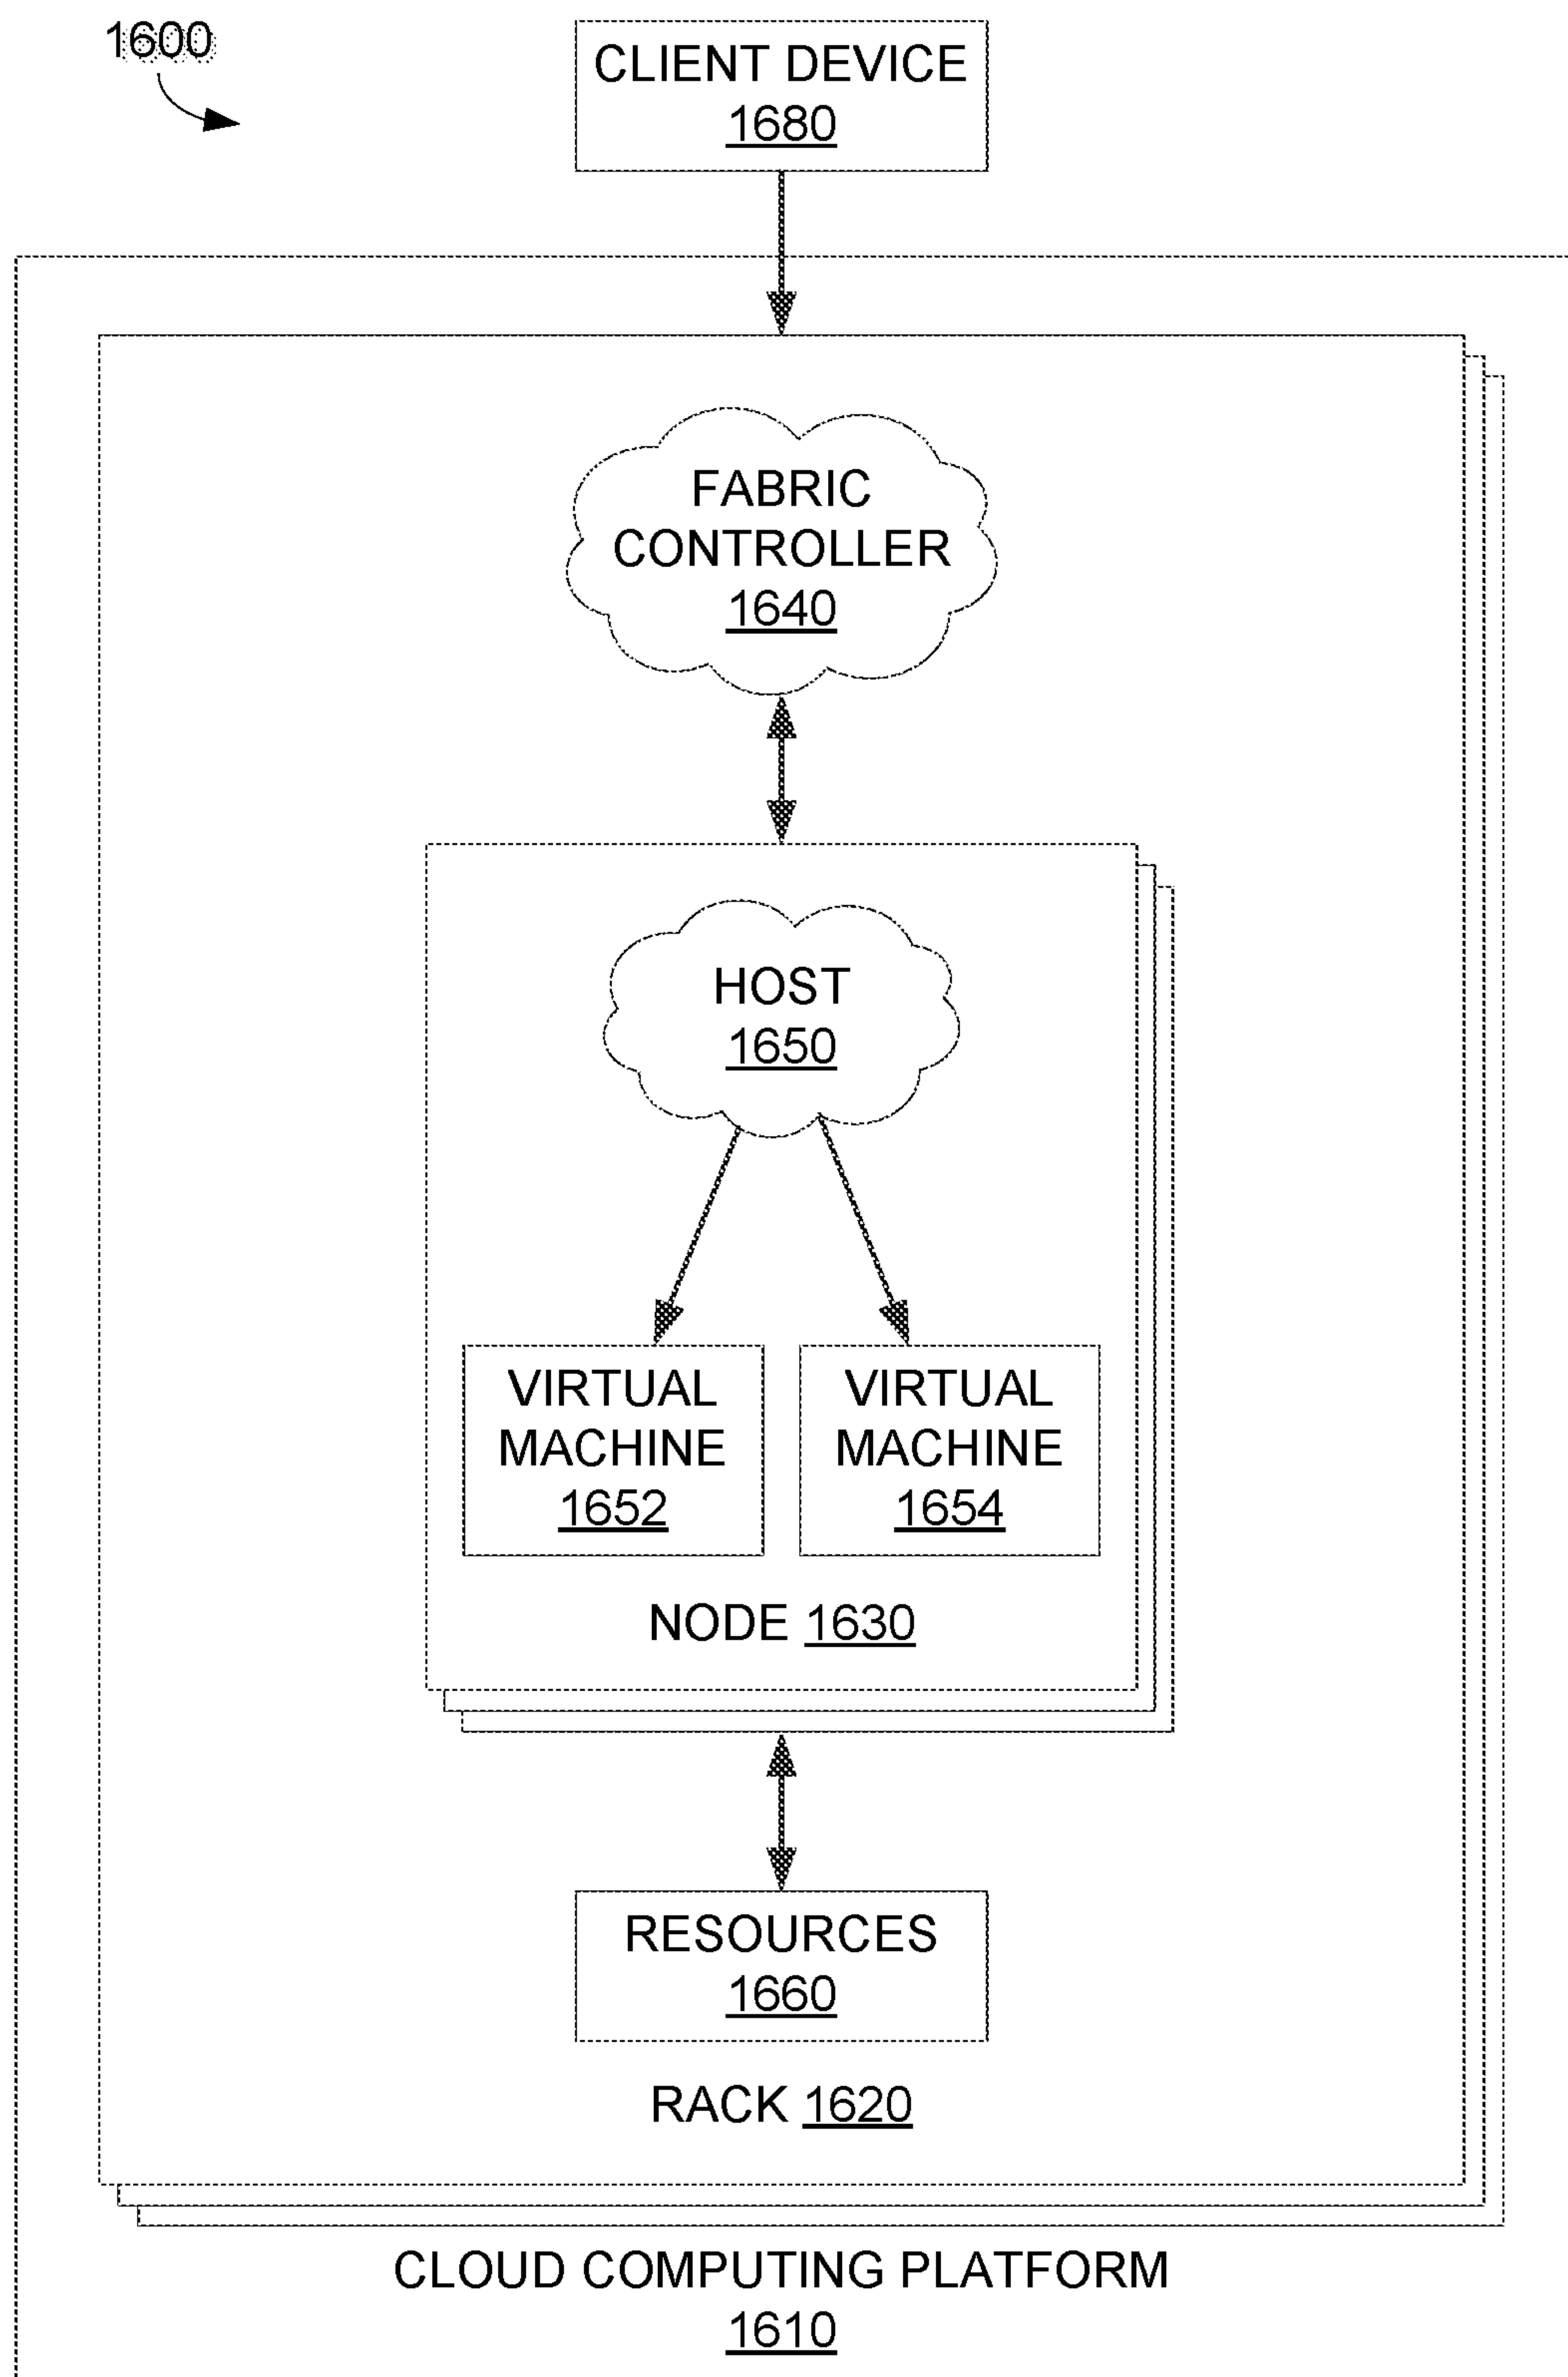 1600
CLIENT DEVICE
1680
FABRIC
CONTROLLER
1640
HOST
1650
VIRTUAL
MACHINE
1652
VIRTUAL
MACHINE
1654
NODE 1630
RESOURCES
1660
RACK 1620
CLOUD COMPUTING PLATFORM
1610